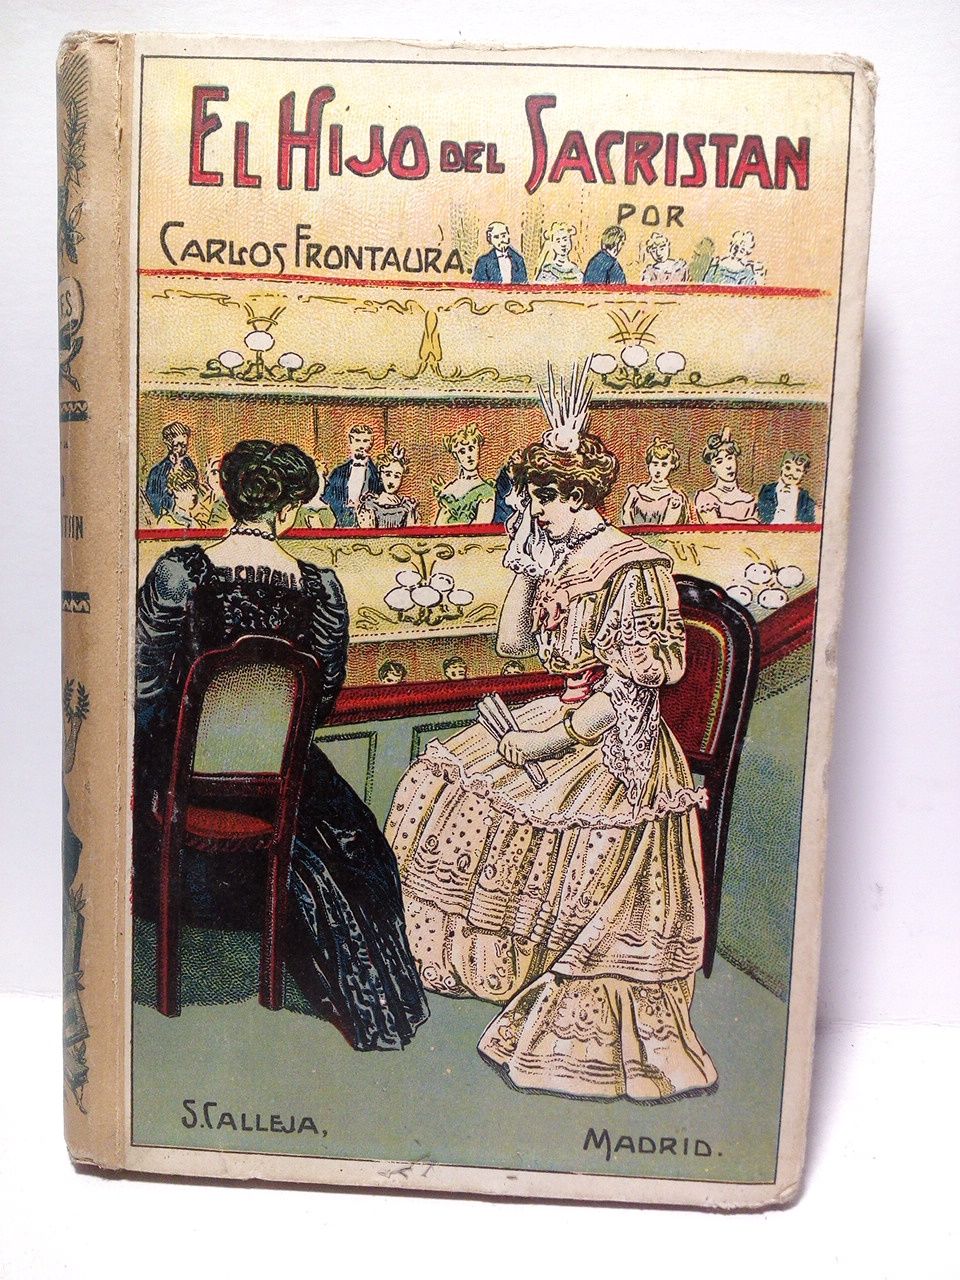 EL HIJO DEL SACRISTAN
POR
CARLOS FRONTAURA.
S. CALLEJA,
MADRID.